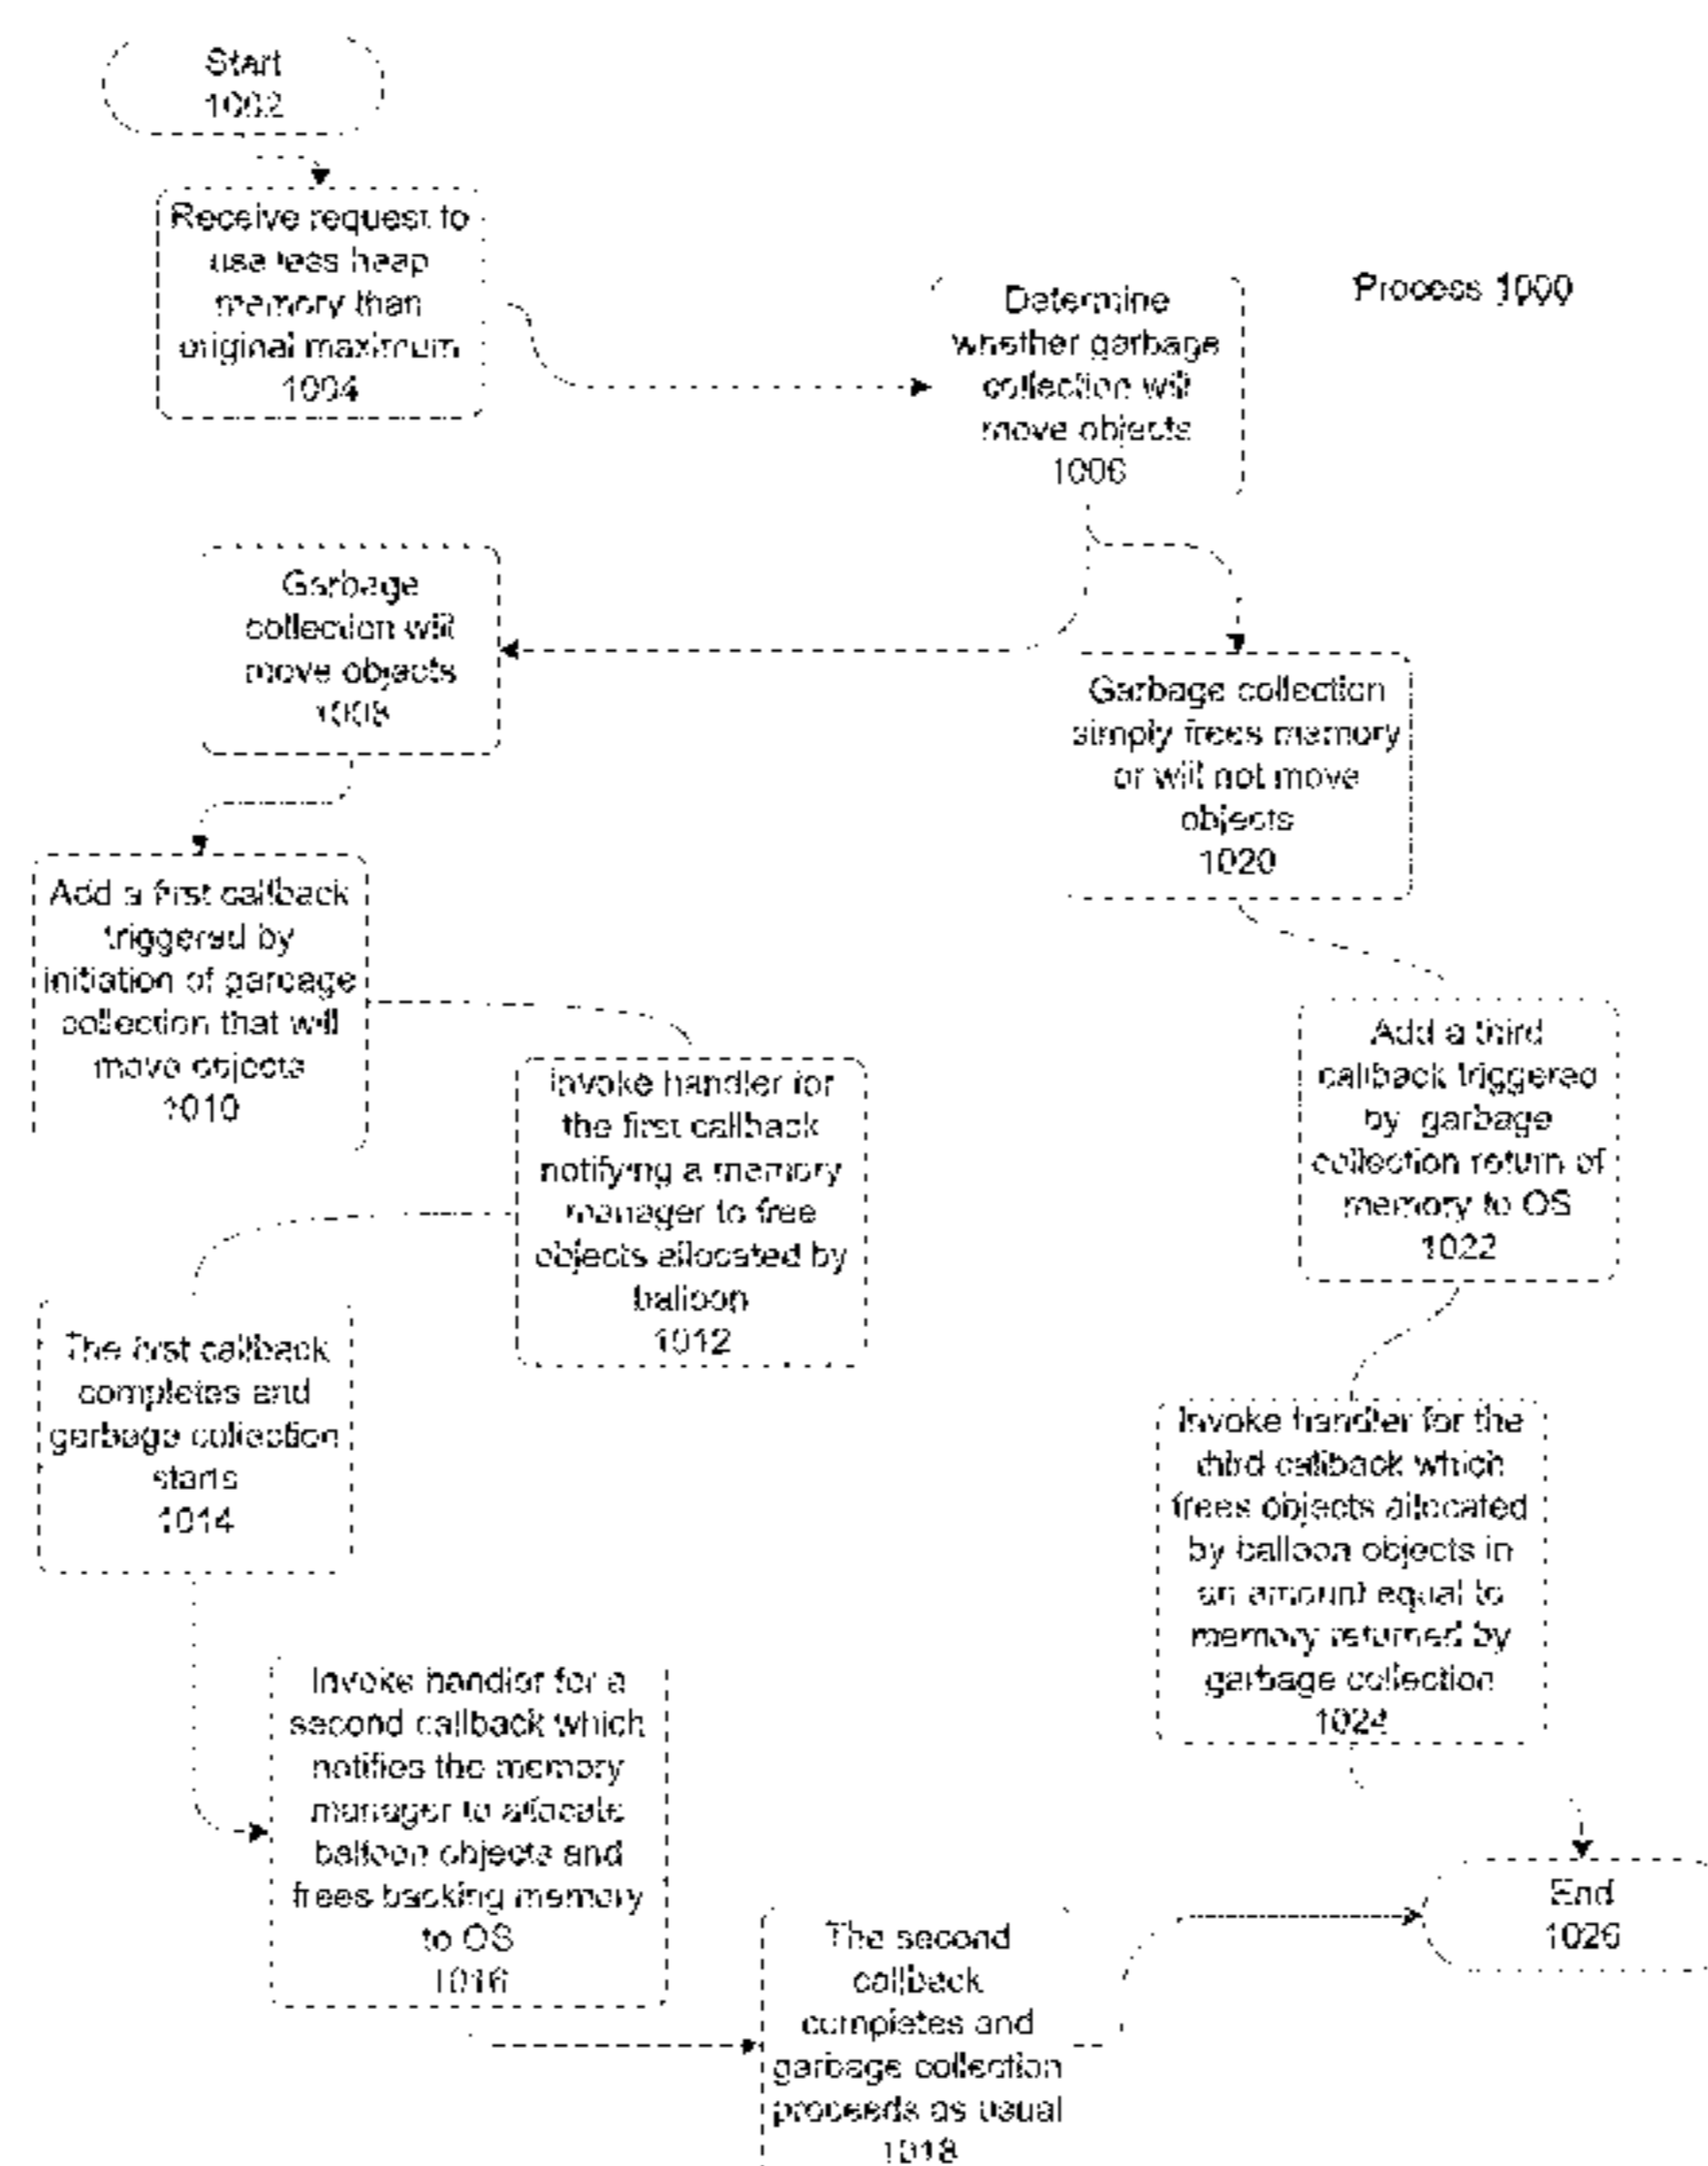 Start
1002
Receive request to
use less heap
memory than
original maximum
1004
Process 1000
Determine
whether garbage
collection will
move objects
1006
Garbage
collection will
move objects
1008
Add a first callback
triggered by
initiation of garbage
collection that will
move objects
1010
Invoke handler for
the first callback
notifying a memory
manager to free
objects allocated by
balloon
1012
The first callback
completes and
garbage collection
starts
1014
Invoke handler for a
second callback which
notifies the memory
manager to allocate
balloon objects and
frees backing memory
to OS
1016
The second
callback
completes and
garbage collection
proceeds as usual
1018
Garbage collection
simply frees memory
or will not move
objects
1020
Add a third
callback triggered
by garbage
collection return of
memory to OS
1022
Invoke handler for the
third callback which
frees objects allocated
by balloon objects in
an amount equal to
memory returned by
garbage collection
1024
End
1026